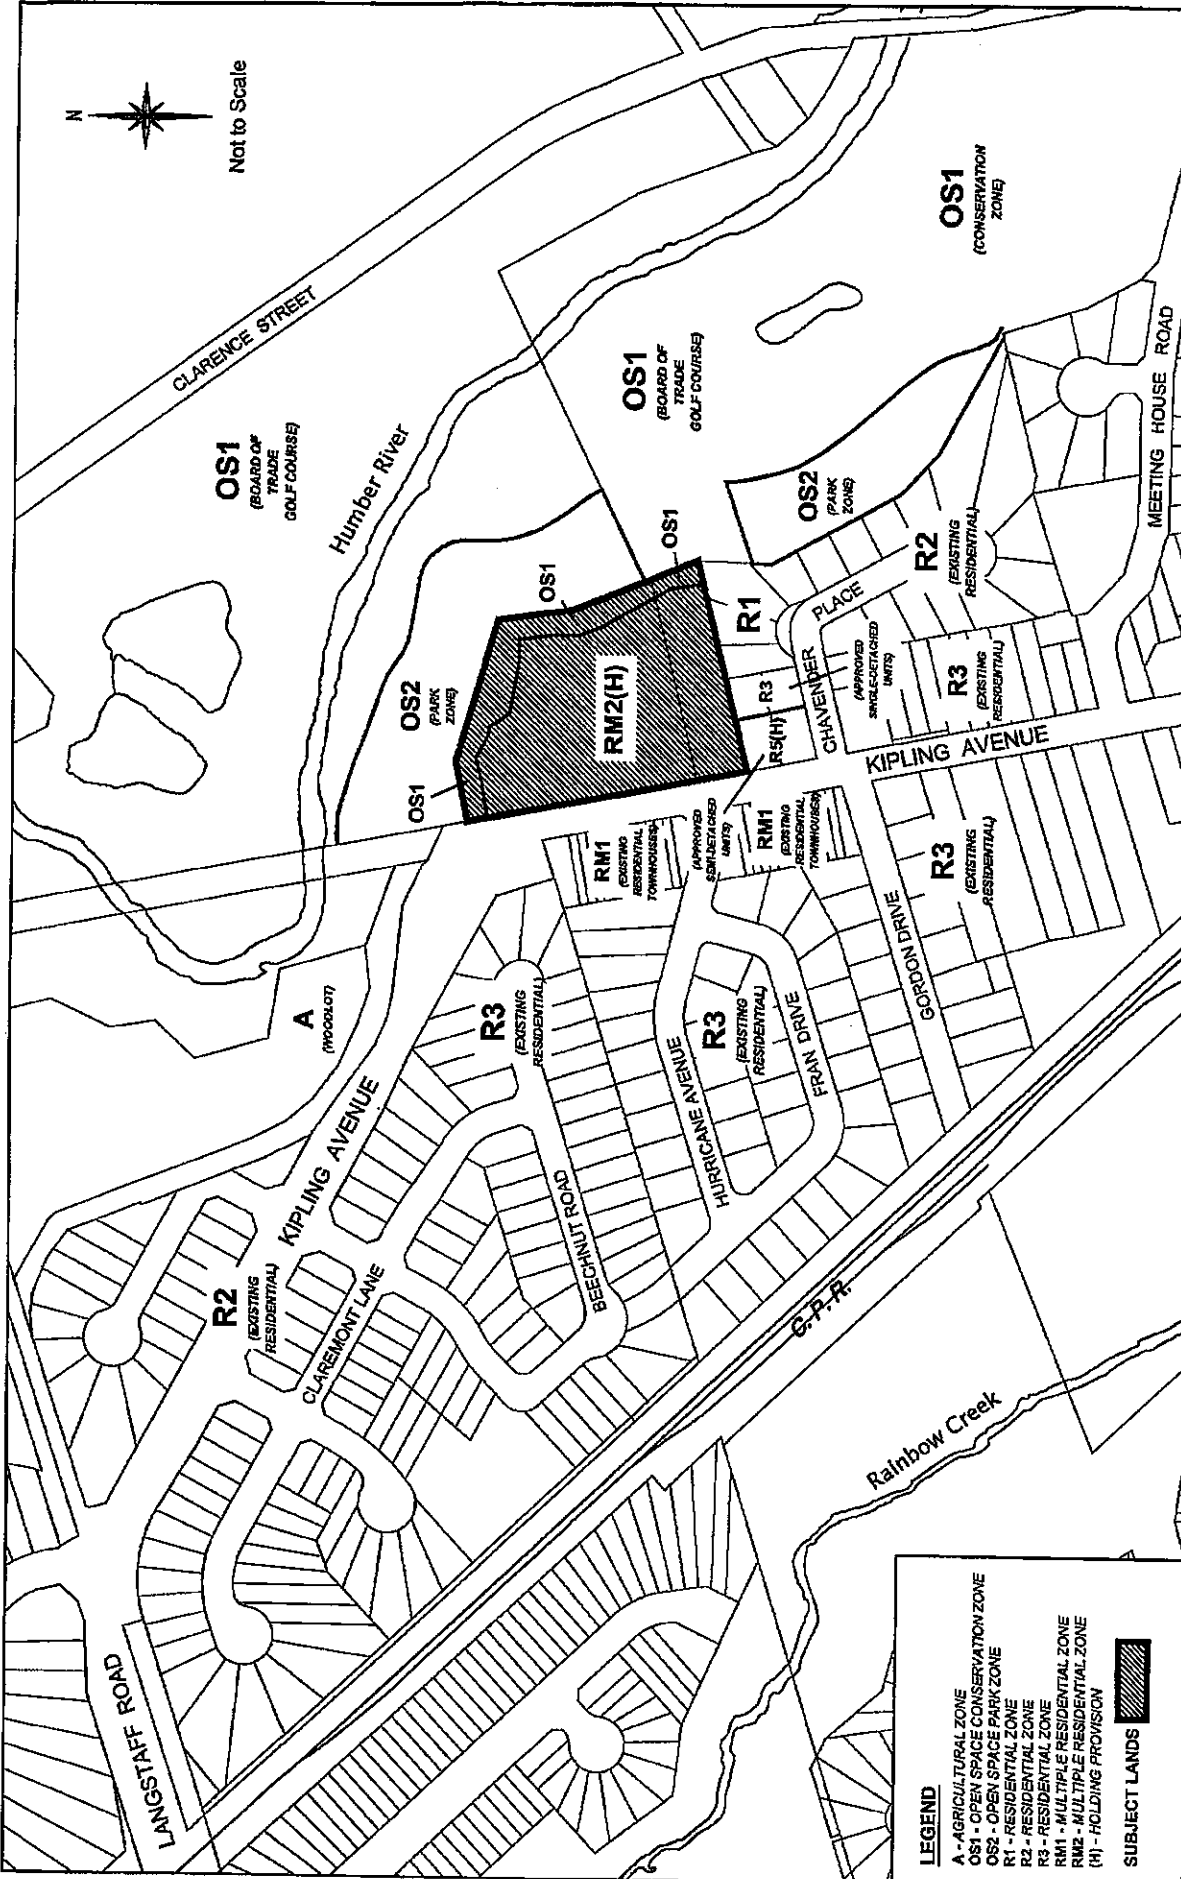 N
Not to Scale
CLARENCE STREET
OS1
(BOARD OF
TRADE
GOLF COURSE)
Humber River
OS1
(BOARD OF
TRADE
GOLF COURSE)
OS1
(CONSERVATION
ZONE)
OS2
(PARK
ZONE)
OS1
OS1
OS1
RM2(H)
OS2
(PARK
ZONE)
R1
R2
(EXISTING
RESIDENTIAL)
CHAVENDER
PLACE
MEETING HOUSE ROAD
R3
(APPROVED
SINGLE-DETACHED
UNITS)
R3
(EXISTING
RESIDENTIAL)
R5(H)
KIPLING AVENUE
RM1
(EXISTING
RESIDENTIAL
TOWNHOUSES)
(APPROVED
SEMI-DETACHED
UNITS)
RM1
(EXISTING
RESIDENTIAL
TOWNHOUSES)
R3
(EXISTING
RESIDENTIAL)
GORDON DRIVE
A
(WOODLOT)
R3
(EXISTING
RESIDENTIAL)
HURRICANE AVENUE
R3
(EXISTING
RESIDENTIAL)
FRAN DRIVE
KIPLING AVENUE
R2
(EXISTING
RESIDENTIAL)
CLAREMONT LANE
BEECHNUT ROAD
C.P.R.
Rainbow Creek
LANGSTAFF ROAD
LEGEND
A - AGRICULTURAL ZONE
OS1 - OPEN SPACE CONSERVATION ZONE
OS2 - OPEN SPACE PARK ZONE
R1 - RESIDENTIAL ZONE
R2 - RESIDENTIAL ZONE
R3 - RESIDENTIAL ZONE
RM1 - MULTIPLE RESIDENTIAL ZONE
RM2 - MULTIPLE RESIDENTIAL ZONE
(H) - HOLDING PROVISION
SUBJECT LANDS